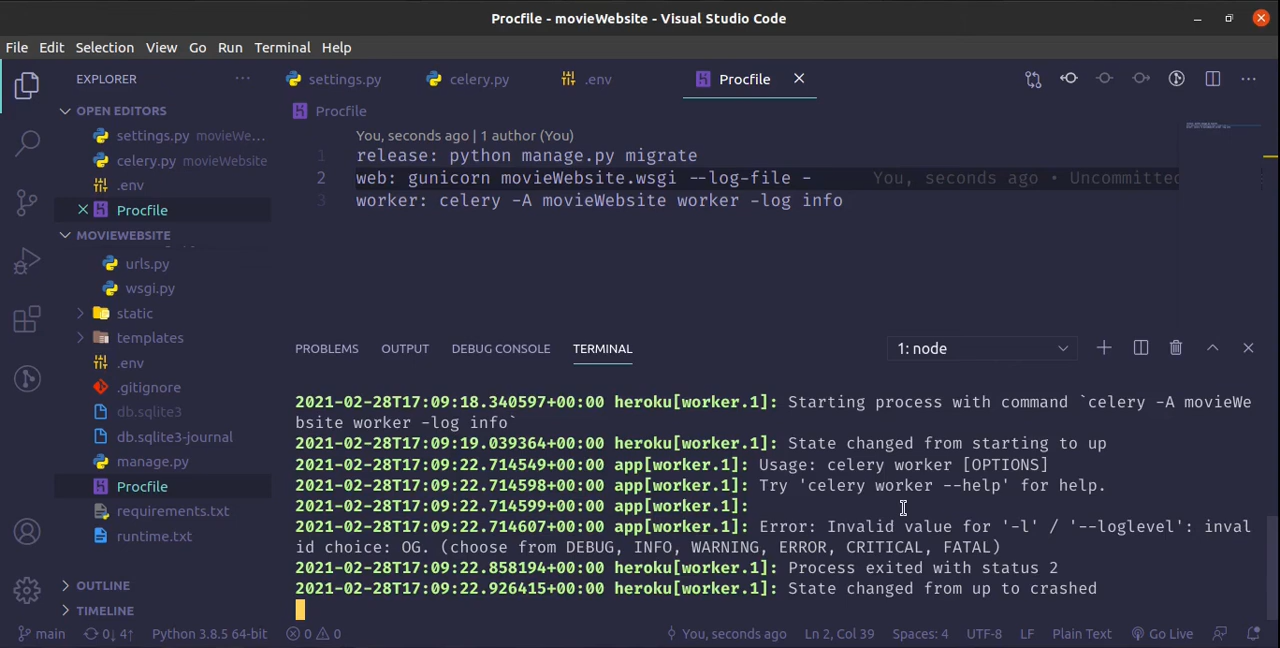 Procfile - movieWebsite - Visual Studio Code
File Edit Selection View Go Run Terminal Help
EXPLORER ···
settings.py celery.py .env Procfile
OPEN EDITORS
settings.py movieWe...
celery.py movieWebsite
.env
Procfile
MOVIEWEBSITE
urls.py
wsgi.py
static
templates
.env
.gitignore
db.sqlite3
db.sqlite3-journal
manage.py
Procfile
requirements.txt
runtime.txt
OUTLINE
TIMELINE
Procfile
You, seconds ago | 1 author (You)
1 release: python manage.py migrate
2 web: gunicorn movieWebsite.wsgi --log-file - You, seconds ago • Uncommitted
3 worker: celery -A movieWebsite worker -log info
PROBLEMS OUTPUT DEBUG CONSOLE TERMINAL 1: node
2021-02-28T17:09:18.340597+00:00 heroku[worker.1]: Starting process with command `celery -A movieWe
bsite worker -log info`
2021-02-28T17:09:19.039364+00:00 heroku[worker.1]: State changed from starting to up
2021-02-28T17:09:22.714549+00:00 app[worker.1]: Usage: celery worker [OPTIONS]
2021-02-28T17:09:22.714598+00:00 app[worker.1]: Try 'celery worker --help' for help.
2021-02-28T17:09:22.714599+00:00 app[worker.1]:
2021-02-28T17:09:22.714607+00:00 app[worker.1]: Error: Invalid value for '-l' / '--loglevel': inval
id choice: OG. (choose from DEBUG, INFO, WARNING, ERROR, CRITICAL, FATAL)
2021-02-28T17:09:22.858194+00:00 heroku[worker.1]: Process exited with status 2
2021-02-28T17:09:22.926415+00:00 heroku[worker.1]: State changed from up to crashed
main 0↓ 4↑ Python 3.8.5 64-bit 0 0 You, seconds ago Ln 2, Col 39 Spaces: 4 UTF-8 LF Plain Text Go Live